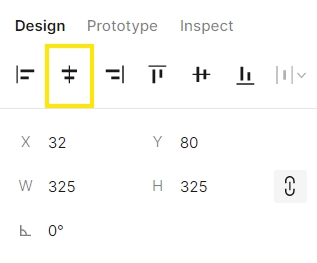 Design Prototype Inspect
X 32 Y 80
W 325 H 325
0°